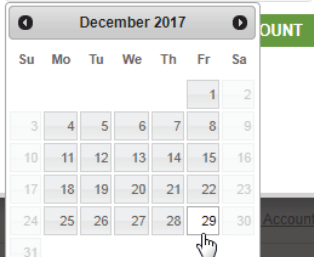 December 2017
OUNT
Su Mo Tu We Th Fr Sa
1 2
3 4 5 6 7 8 9
10 11 12 13 14 15 16
17 18 19 20 21 22 23
24 25 26 27 28 29 30
Account
31